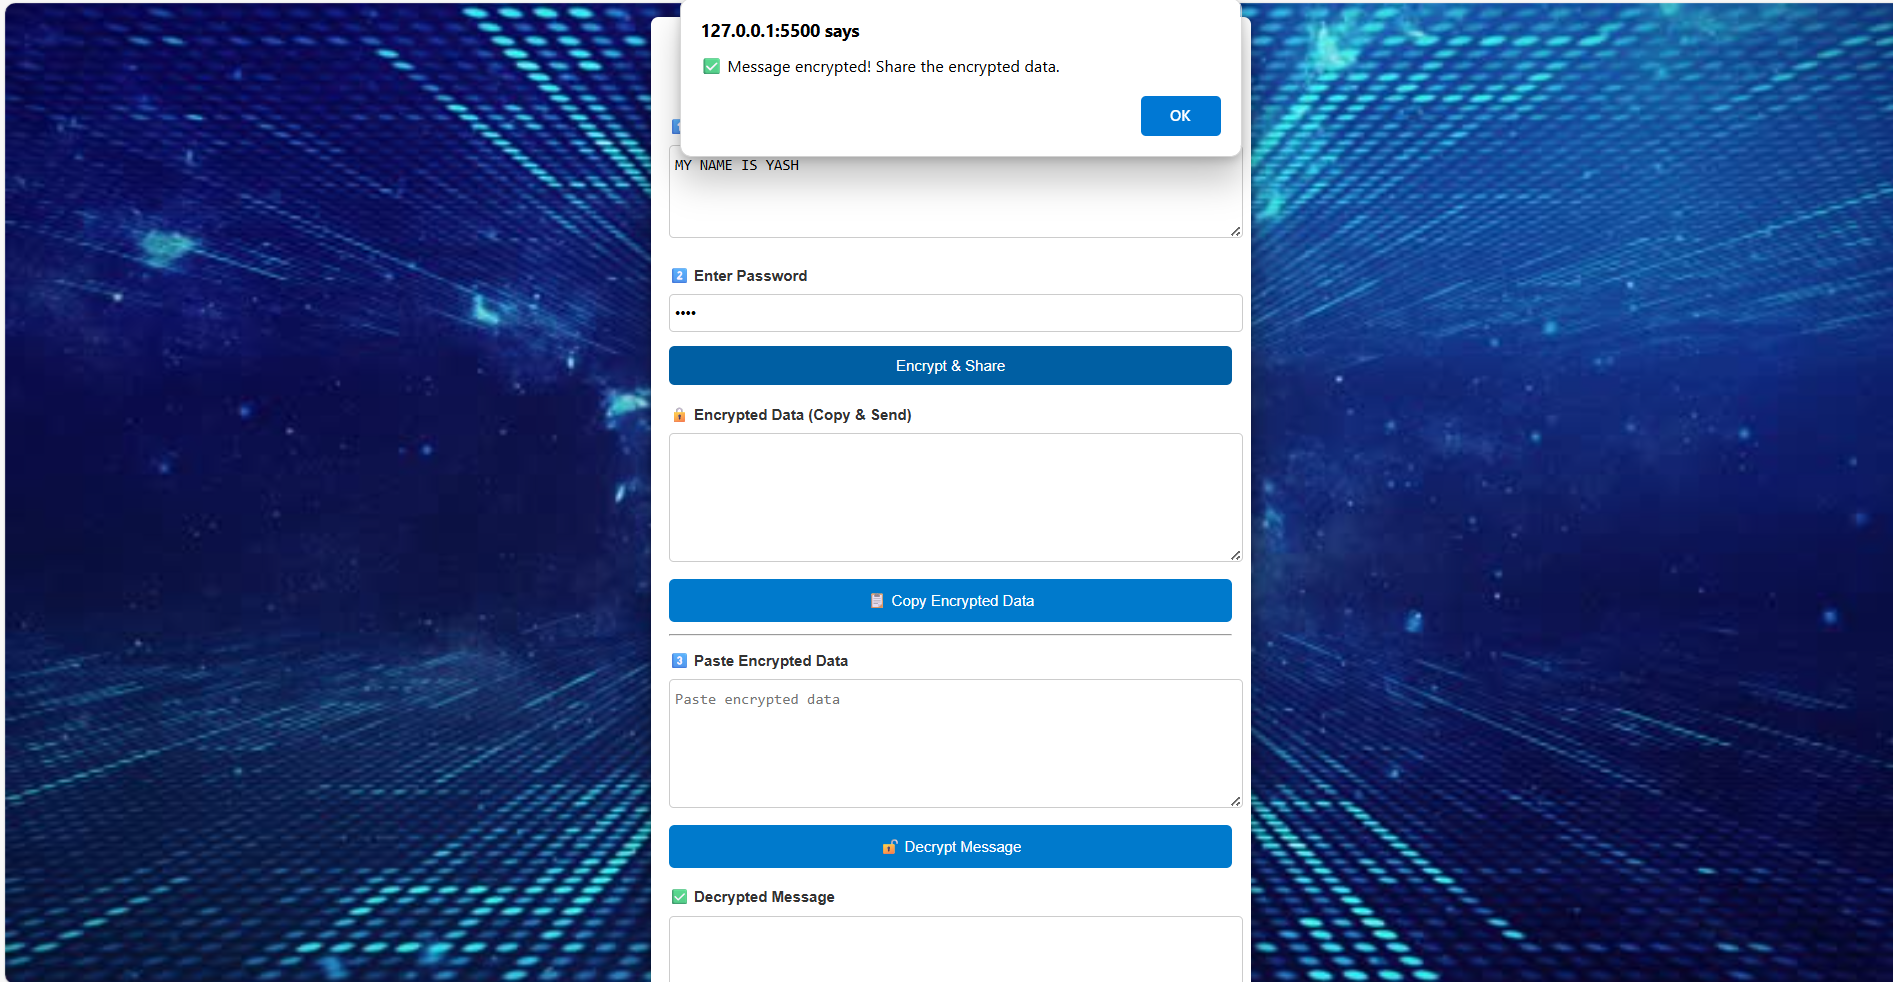 127.0.0.1:5500 says
✅ Message encrypted! Share the encrypted data.
OK
MY NAME IS YASH
2️⃣ Enter Password
••••
Encrypt & Share
🔒 Encrypted Data (Copy & Send)
📋 Copy Encrypted Data
3️⃣ Paste Encrypted Data
Paste encrypted data
🔓 Decrypt Message
✅ Decrypted Message